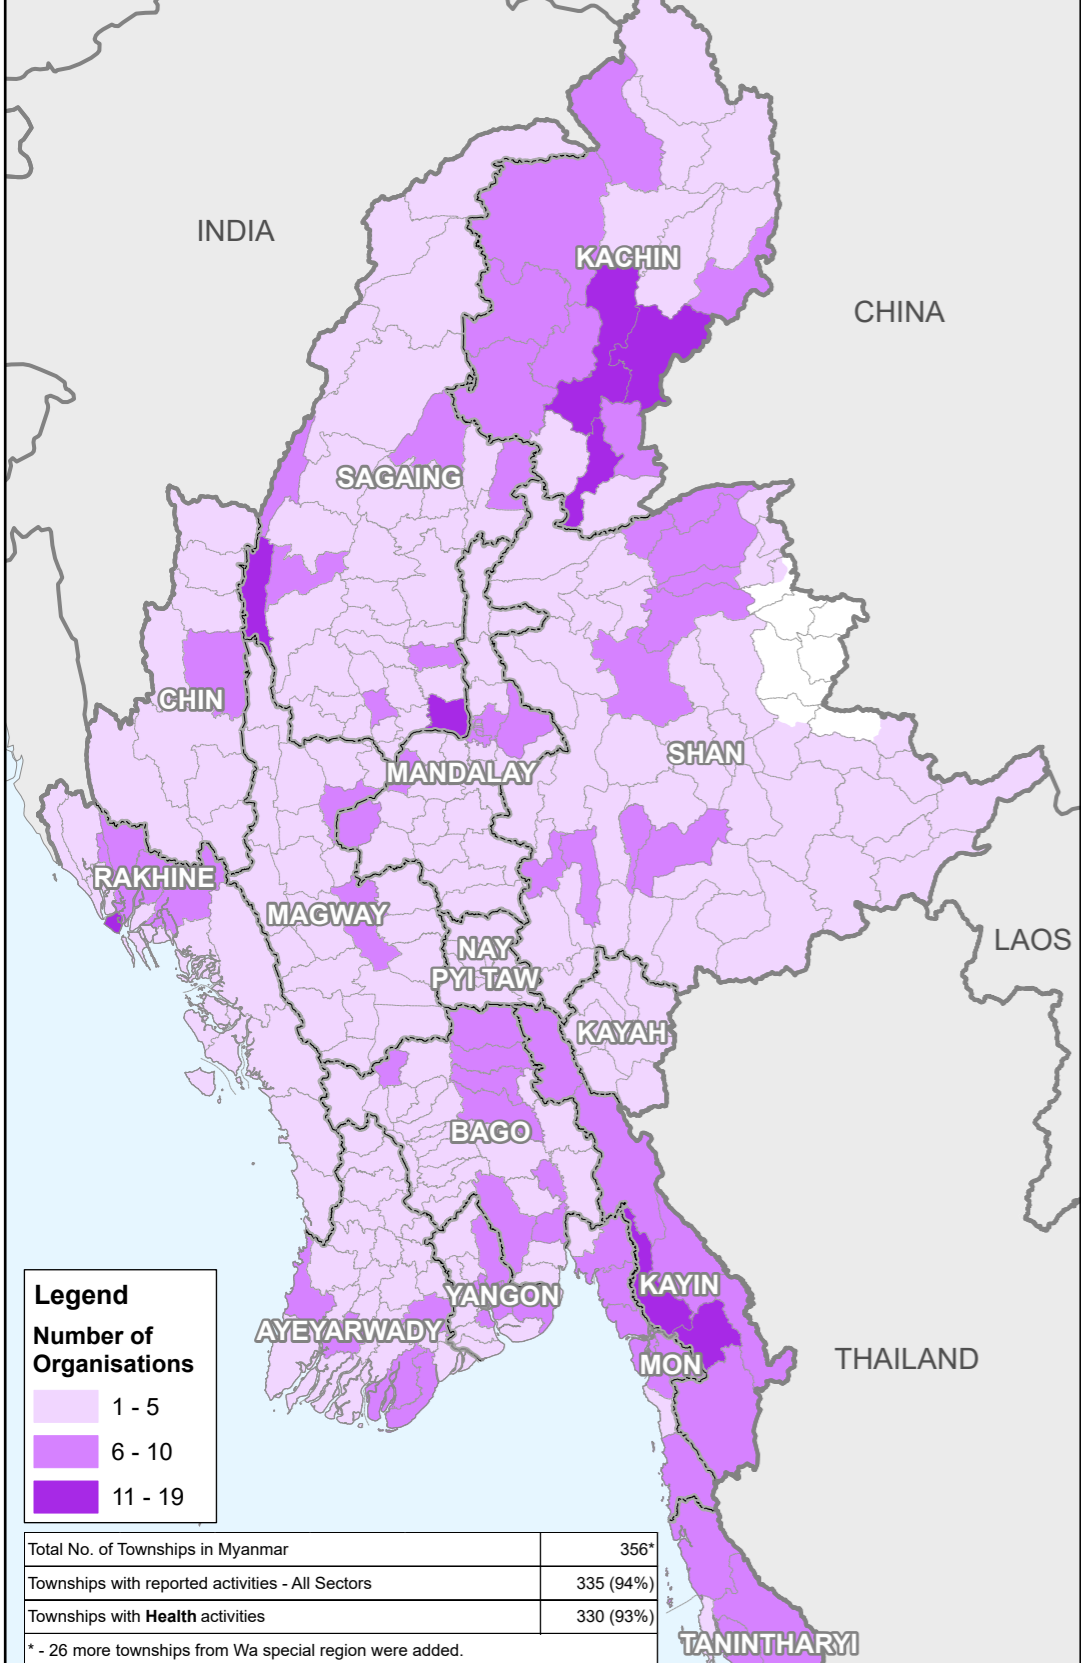 INDIA
KACHIN
CHINA
SAGAING
CHIN
SHAN
MANDALAY
RAKHINE
MAGWAY
LAOS
NAY
PYI TAW
KAYAH
BAGO
KAYIN
YANGON
AYEYARWADY
MON
THAILAND
TANINTHARYI
Legend
Number of
Organisations
1 - 5
6 - 10
11 - 19
Total No. of Townships in Myanmar 356*
Townships with reported activities - All Sectors 335 (94%)
Townships with Health activities 330 (93%)
* - 26 more townships from Wa special region were added.